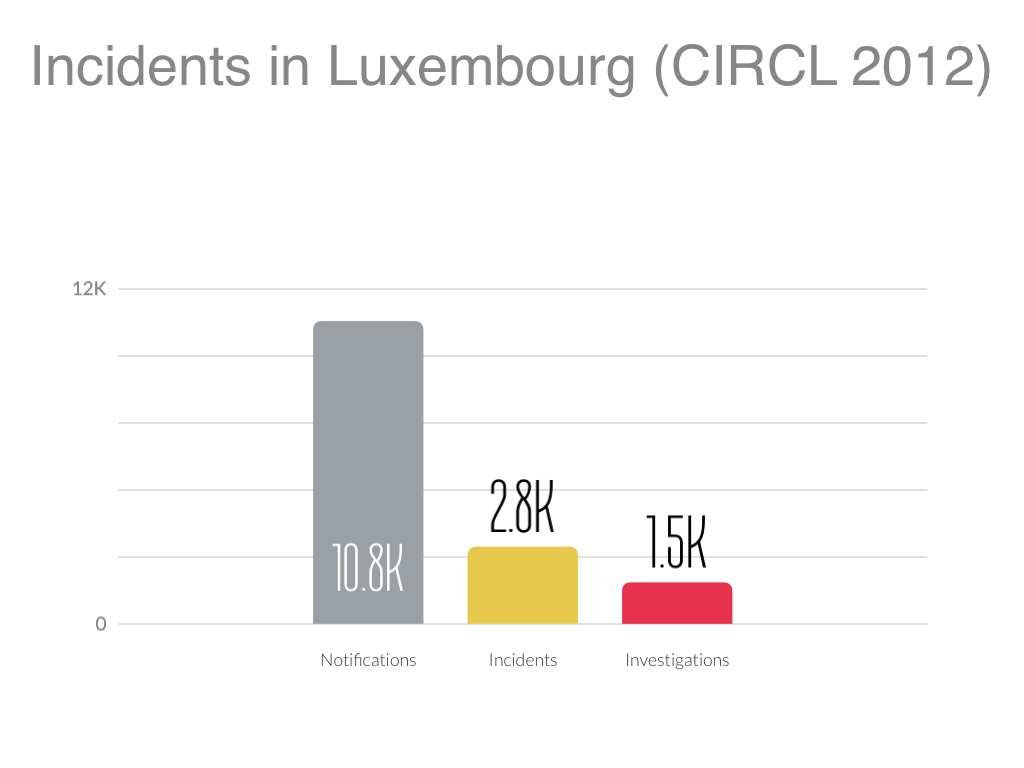 Incidents in Luxembourg (CIRCL 2012)
12K
2.8K
1.5K
10.8K
0
Notifications Incidents Investigations